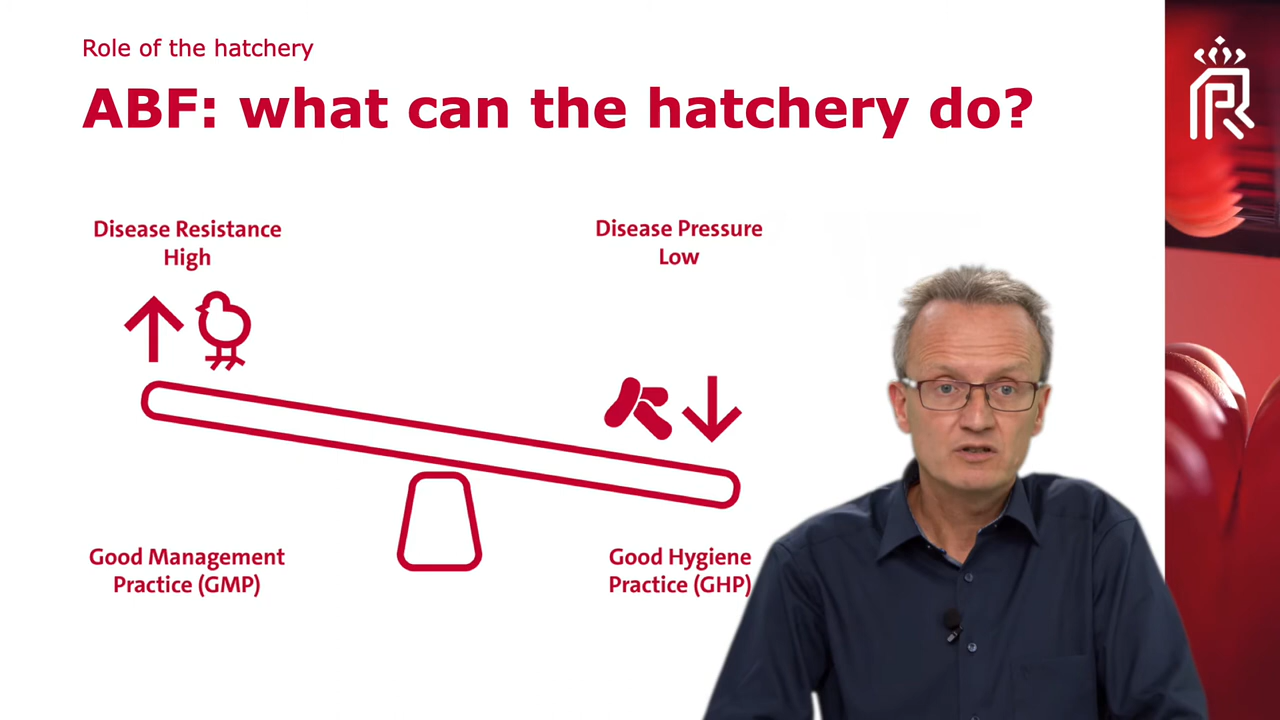 Role of the hatchery
ABF: what can the hatchery do?
Disease Resistance
High
Disease Pressure
Low
Good Management
Practice (GMP)
Good Hygiene
Practice (GHP)